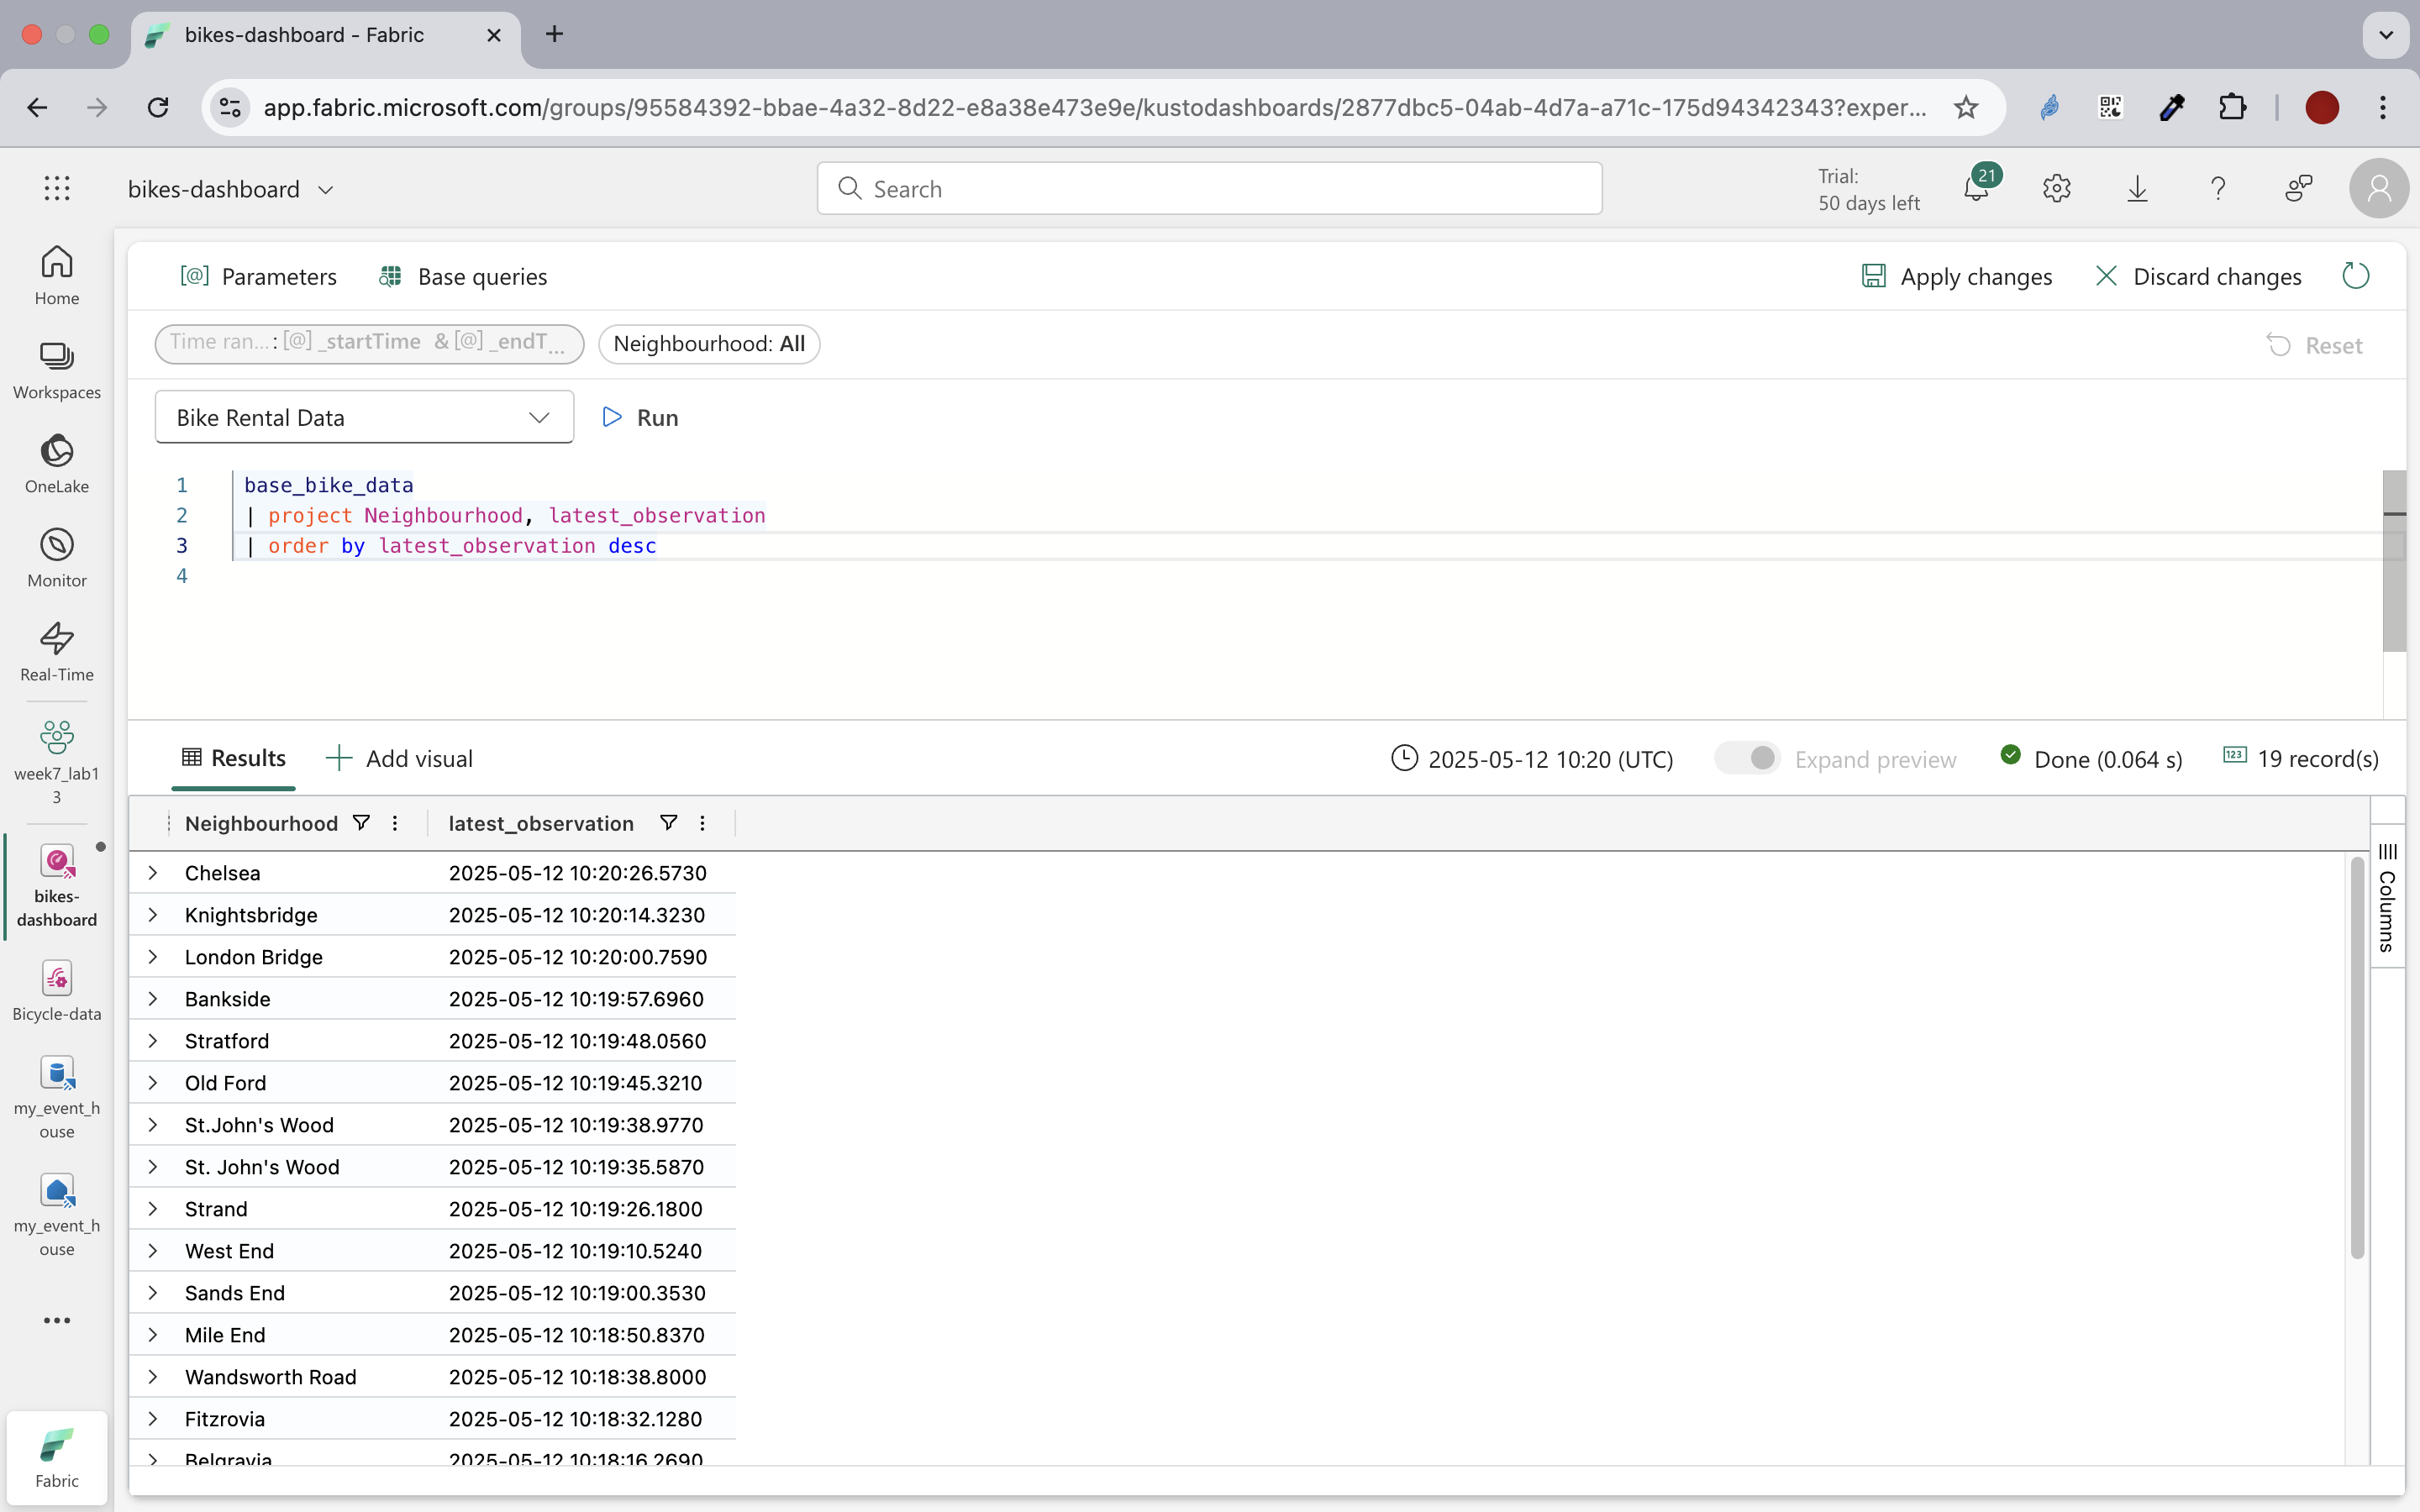 bikes-dashboard - Fabric
app.fabric.microsoft.com/groups/95584392-bbae-4a32-8d22-e8a38e473e9e/kustodashboards/2877dbc5-04ab-4d7a-a71c-175d94342343?exper...
bikes-dashboard
Search
Trial:
50 days left
21
Home
Workspaces
OneLake
Monitor
Real-Time
week7_lab1
3
bikes-
dashboard
Bicycle-data
my_event_h
ouse
my_event_h
ouse
Fabric
[@] Parameters
Base queries
Apply changes
Discard changes
Time ran... : [@] _startTime & [@] _endT...
Neighbourhood: All
Reset
Bike Rental Data
Run
1 base_bike_data
2 | project Neighbourhood, latest_observation
3 | order by latest_observation desc
4
Results
Add visual
2025-05-12 10:20 (UTC)
Expand preview
Done (0.064 s)
123 19 record(s)
Neighbourhood latest_observation
Chelsea 2025-05-12 10:20:26.5730
Knightsbridge 2025-05-12 10:20:14.3230
London Bridge 2025-05-12 10:20:00.7590
Bankside 2025-05-12 10:19:57.6960
Stratford 2025-05-12 10:19:48.0560
Old Ford 2025-05-12 10:19:45.3210
St.John's Wood 2025-05-12 10:19:38.9770
St. John's Wood 2025-05-12 10:19:35.5870
Strand 2025-05-12 10:19:26.1800
West End 2025-05-12 10:19:10.5240
Sands End 2025-05-12 10:19:00.3530
Mile End 2025-05-12 10:18:50.8370
Wandsworth Road 2025-05-12 10:18:38.8000
Fitzrovia 2025-05-12 10:18:32.1280
Belgravia 2025-05-12 10:18:16.2690
Columns